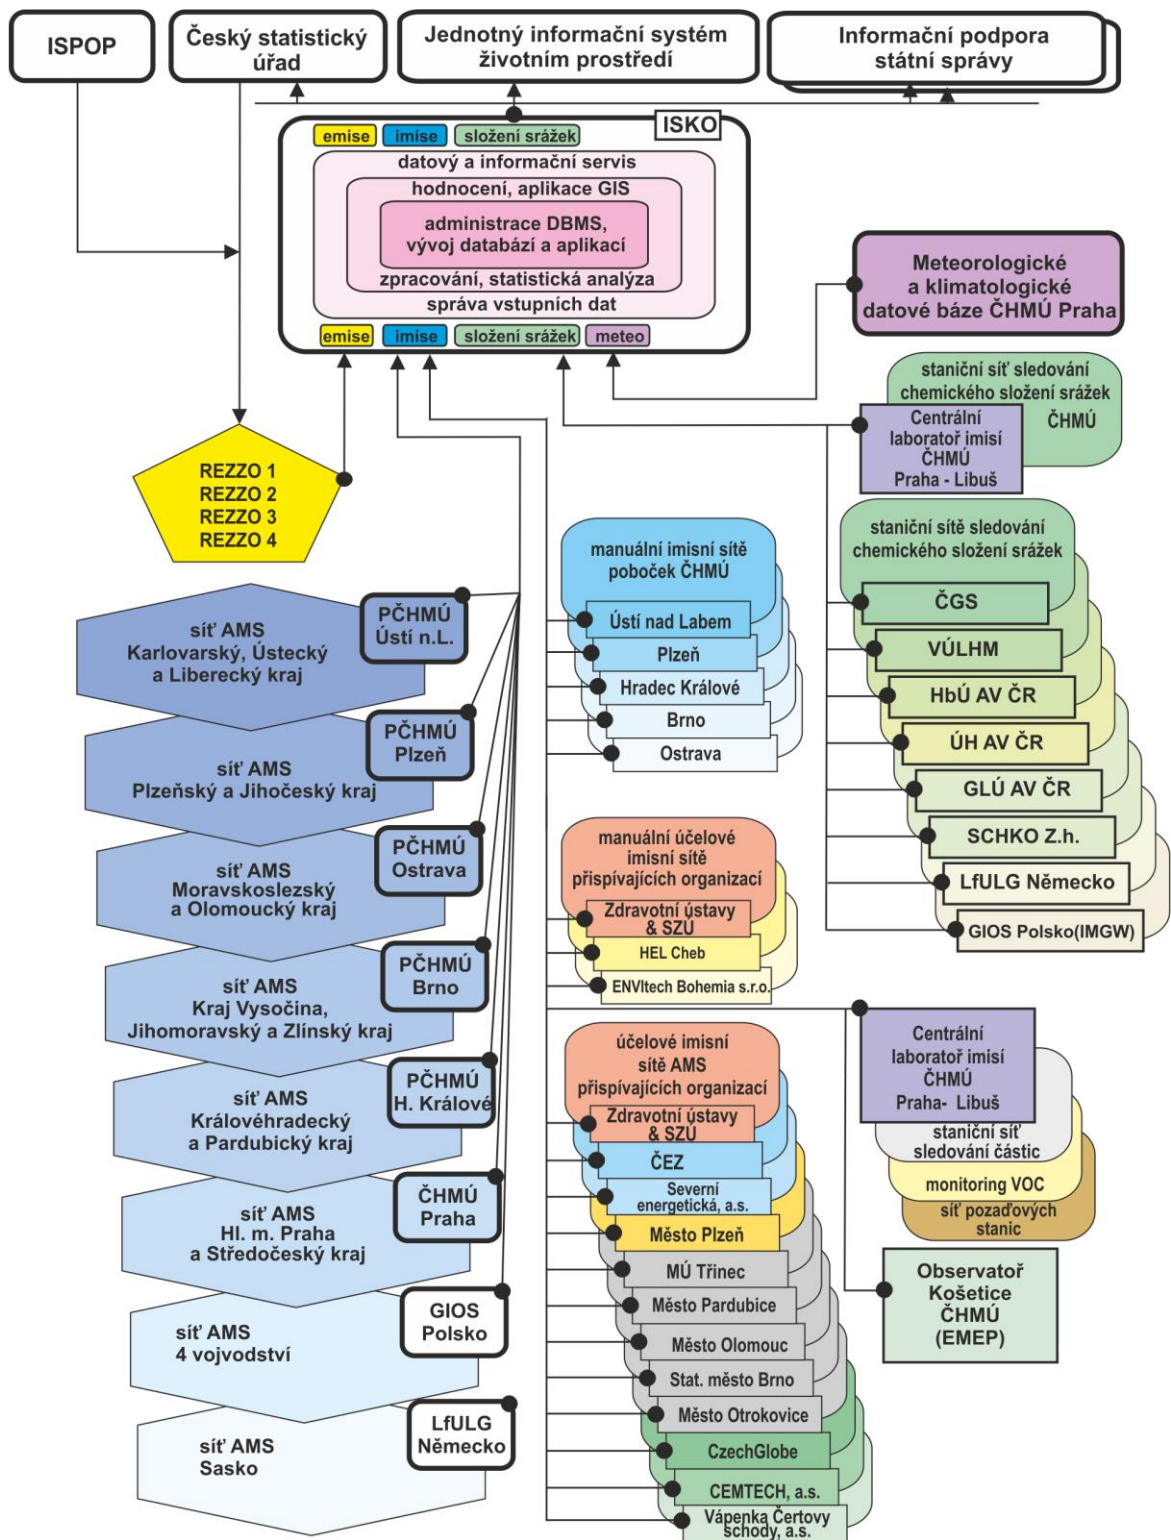 ISPOP
Český statistický
úřad
Jednotný informační systém
životním prostředí
Informační podpora
státní správy
ISKO
emise
imise
složení srážek
datový a informační servis
hodnocení, aplikace GIS
administrace DBMS,
vývoj databází a aplikací
zpracování, statistická analýza
správa vstupních dat
emise
imise
složení srážek
meteo
Meteorologické
a klimatologické
datové báze ČHMÚ Praha
staniční síť sledování
chemického složení srážek
ČHMÚ
Centrální
laboratoř imisí
ČHMÚ
Praha - Libuš
REZZO 1
REZZO 2
REZZO 3
REZZO 4
síť AMS
Karlovarský, Ústecký
a Liberecký kraj
PČHMÚ
Ústí n.L.
síť AMS
Plzeňský a Jihočeský kraj
PČHMÚ
Plzeň
síť AMS
Moravskoslezský
a Olomoucký kraj
PČHMÚ
Ostrava
síť AMS
Kraj Vysočina,
Jihomoravský a Zlínský kraj
PČHMÚ
Brno
síť AMS
Královéhradecký
a Pardubický kraj
PČHMÚ
H. Králové
síť AMS
Hl. m. Praha
a Středočeský kraj
ČHMÚ
Praha
síť AMS
4 vojvodství
GIOS
Polsko
síť AMS
Sasko
LfULG
Německo
manuální imisní sítě
poboček ČHMÚ
Ústí nad Labem
Plzeň
Hradec Králové
Brno
Ostrava
manuální účelové
imisní sítě
přispívajících organizací
Zdravotní ústavy
& SZÚ
HEL Cheb
ENVItech Bohemia s.r.o.
účelové imisní
sítě AMS
přispívajících organizací
Zdravotní ústavy
& SZÚ
ČEZ
Severní
energetická, a.s.
Město Plzeň
MÚ Třinec
Město Pardubice
Město Olomouc
Stat. město Brno
Město Otrokovice
CzechGlobe
CEMTECH, a.s.
Vápenka Čertovy
schody, a.s.
staniční sítě sledování
chemického složení srážek
ČGS
VÚLHM
HbÚ AV ČR
ÚH AV ČR
GLÚ AV ČR
SCHKO Z.h.
LfULG Německo
GIOS Polsko(IMGW)
Centrální
laboratoř imisí
ČHMÚ
Praha- Libuš
staniční síť
sledování částic
monitoring VOC
síť pozaďových
stanic
Observatoř
Košetice
ČHMÚ
(EMEP)